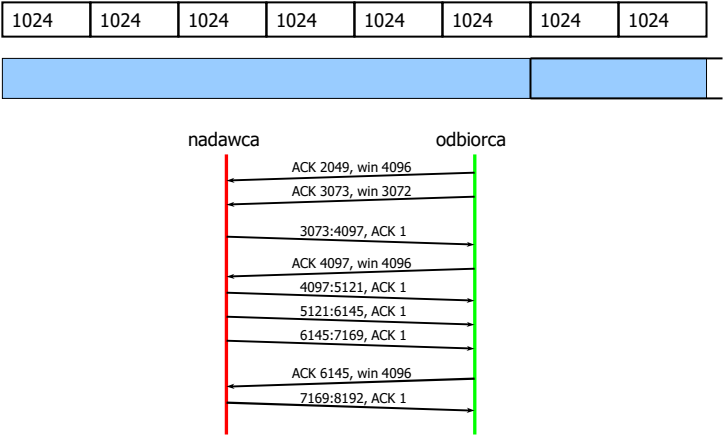 1024 1024 1024 1024 1024 1024 1024 1024
nadawca odbiorca
ACK 2049, win 4096
ACK 3073, win 3072
3073:4097, ACK 1
ACK 4097, win 4096
4097:5121, ACK 1
5121:6145, ACK 1
6145:7169, ACK 1
ACK 6145, win 4096
7169:8192, ACK 1